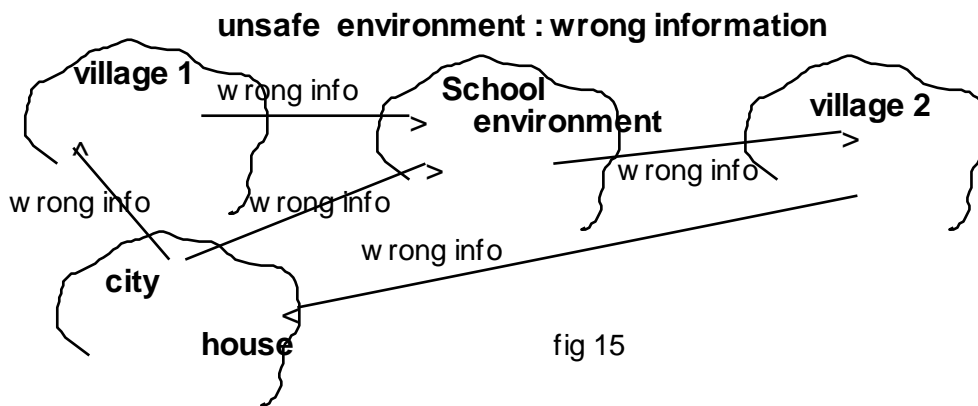 unsafe environment : wrong information
village 1
wrong info
School
environment
village 2
wrong info
wrong info
wrong info
wrong info
city
house
fig 15